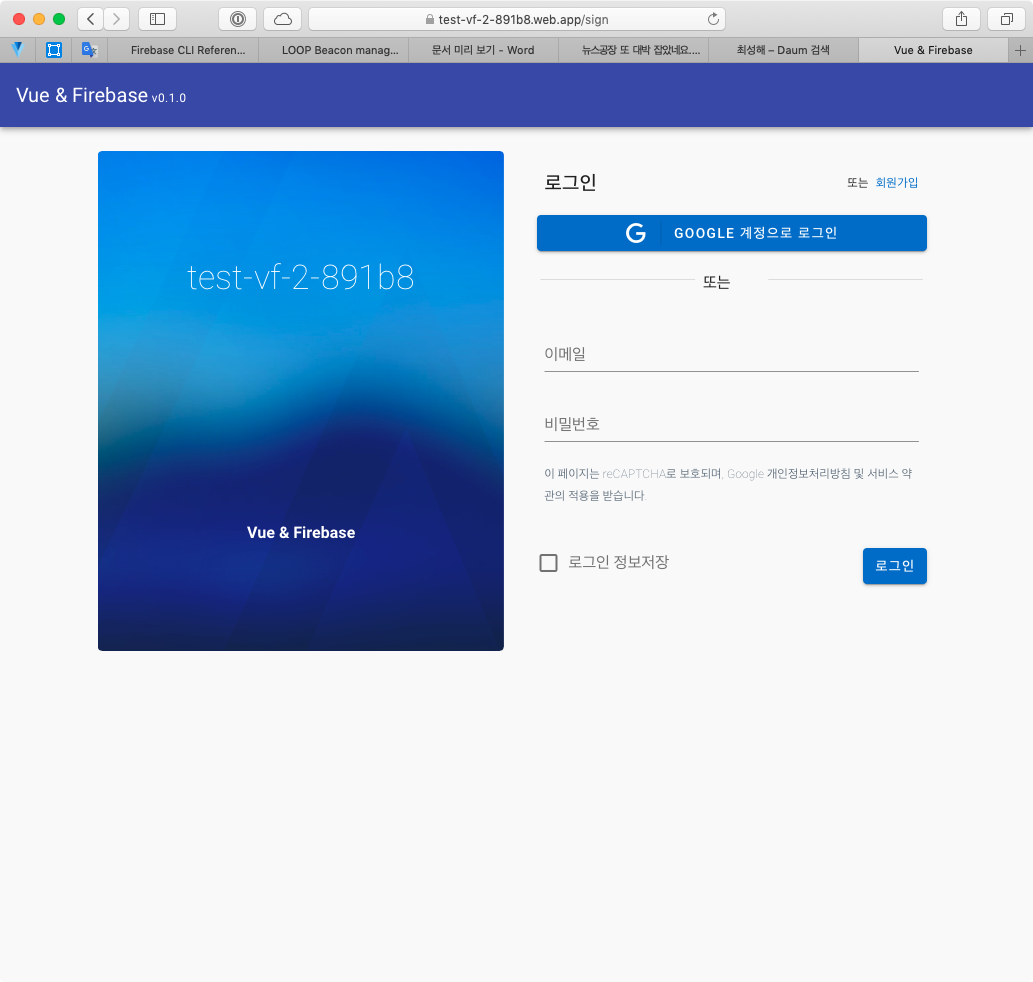 test-vf-2-891b8.web.app/sign
Firebase CLI Referen...
LOOP Beacon manag...
문서 미리 보기 - Word
뉴스공장 또 대박 잡았네요....
최성해 – Daum 검색
Vue & Firebase
Vue & Firebase v0.1.0
test-vf-2-891b8
Vue & Firebase
로그인
또는 회원가입
G GOOGLE 계정으로 로그인
또는
이메일
비밀번호
이 페이지는 reCAPTCHA로 보호되며, Google 개인정보처리방침 및 서비스 약
관의 적용을 받습니다.
로그인 정보저장
로그인